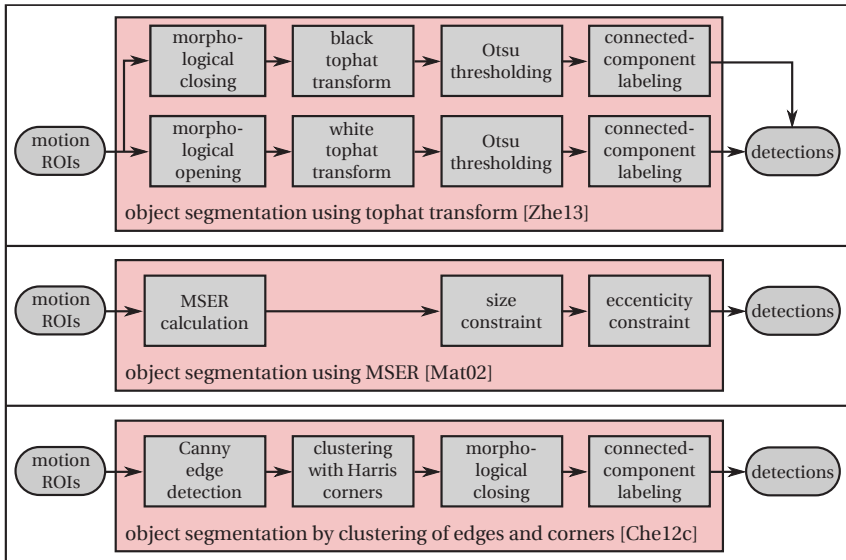 motion
ROIs
morpho-
logical
closing
black
tophat
transform
Otsu
thresholding
connected-
component
labeling
morpho-
logical
opening
white
tophat
transform
Otsu
thresholding
connected-
component
labeling
detections
object segmentation using tophat transform [Zhe13]
motion
ROIs
MSER
calculation
size
constraint
eccenticity
constraint
detections
object segmentation using MSER [Mat02]
motion
ROIs
Canny
edge
detection
clustering
with Harris
corners
morpho-
logical
closing
connected-
component
labeling
detections
object segmentation by clustering of edges and corners [Che12c]